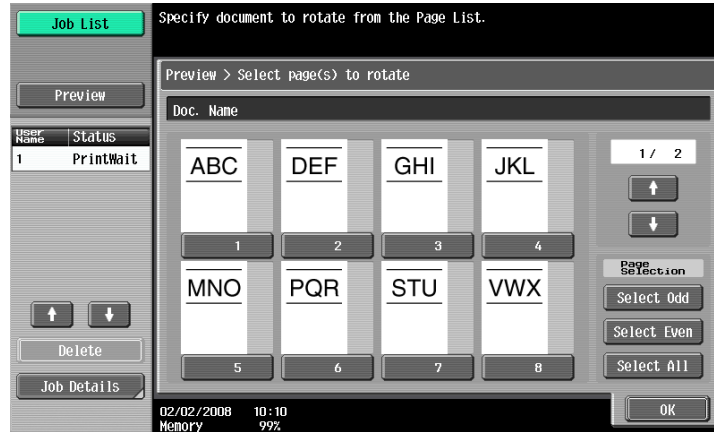 Job List
Specify document to rotate from the Page List.
Preview
Preview > Select page(s) to rotate
Doc. Name
User Name Status
1 PrintWait
ABC DEF GHI JKL
1 2 3 4
1/ 2
MNO PQR STU VWX
5 6 7 8
Page Selection
Select Odd
Select Even
Select All
Delete
Job Details
02/02/2008 10:10
Memory 99%
OK